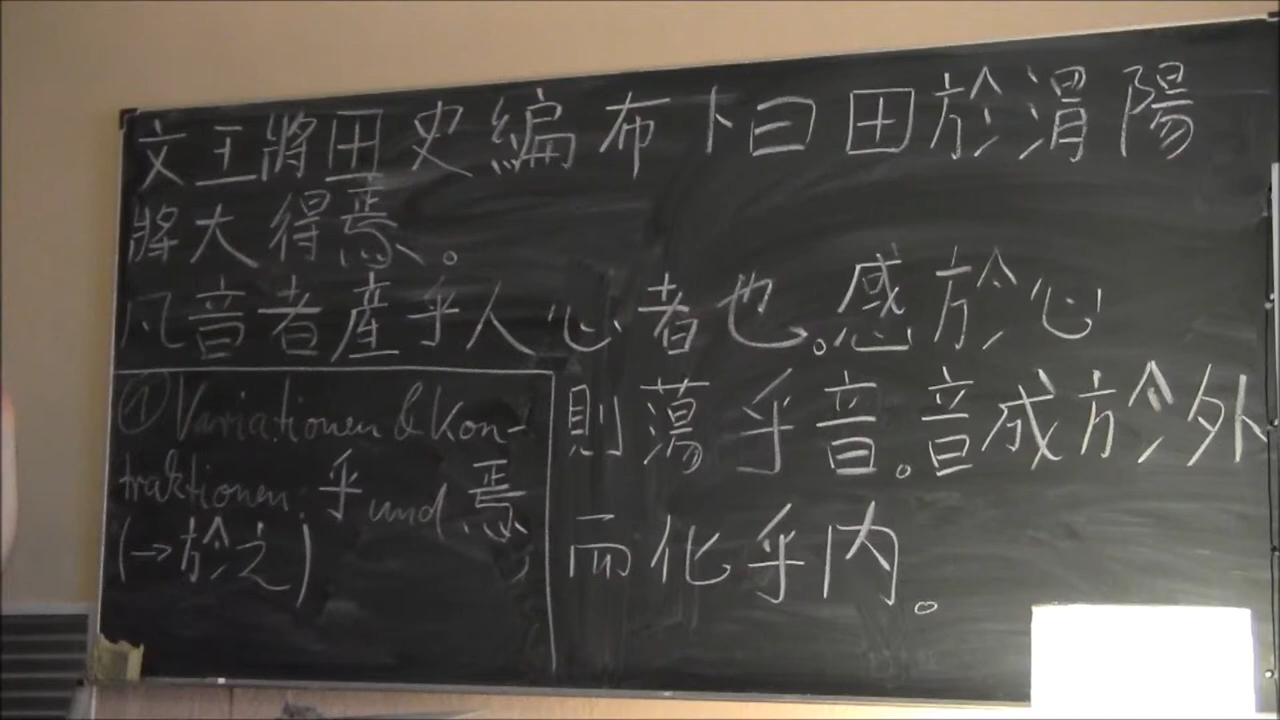 文王將田史編布卜曰田於渭陽
將大得焉。
凡音者產乎人心者也。感於心
則蕩乎音。音成於外
而化乎内。
① Variationen & Kon-
traktionen: 乎 und 焉
(→於之)